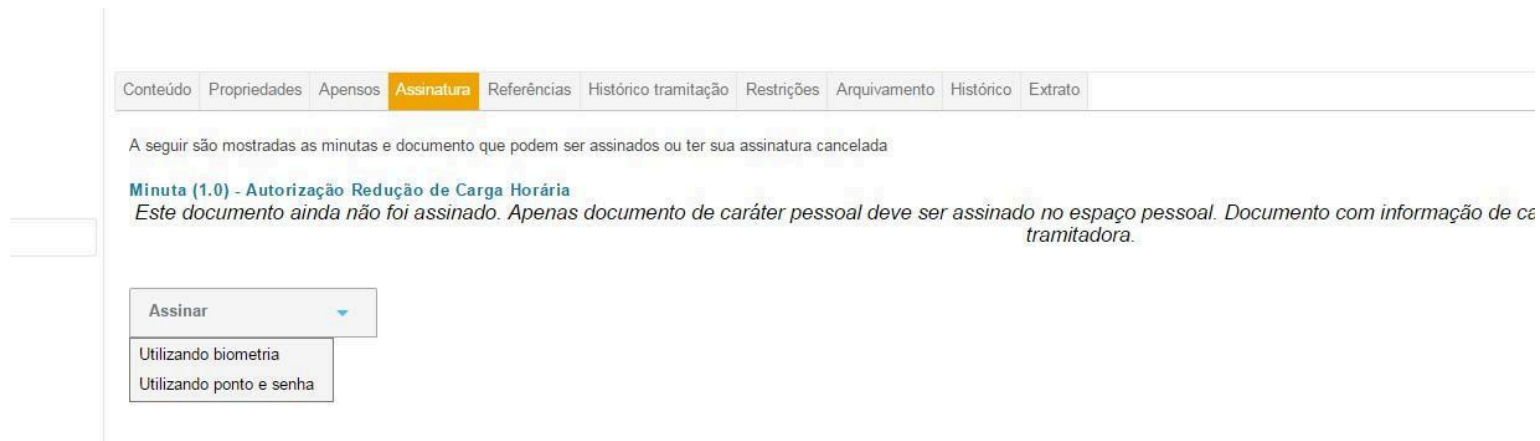 Conteúdo Propriedades Apensos Assinatura Referências Histórico tramitação Restrições Arquivamento Histórico Extrato
A seguir são mostradas as minutas e documento que podem ser assinados ou ter sua assinatura cancelada
Minuta (1.0) - Autorização Redução de Carga Horária
Este documento ainda não foi assinado. Apenas documento de caráter pessoal deve ser assinado no espaço pessoal. Documento com informação de ca
tramitadora.
Assinar
Utilizando biometria
Utilizando ponto e senha